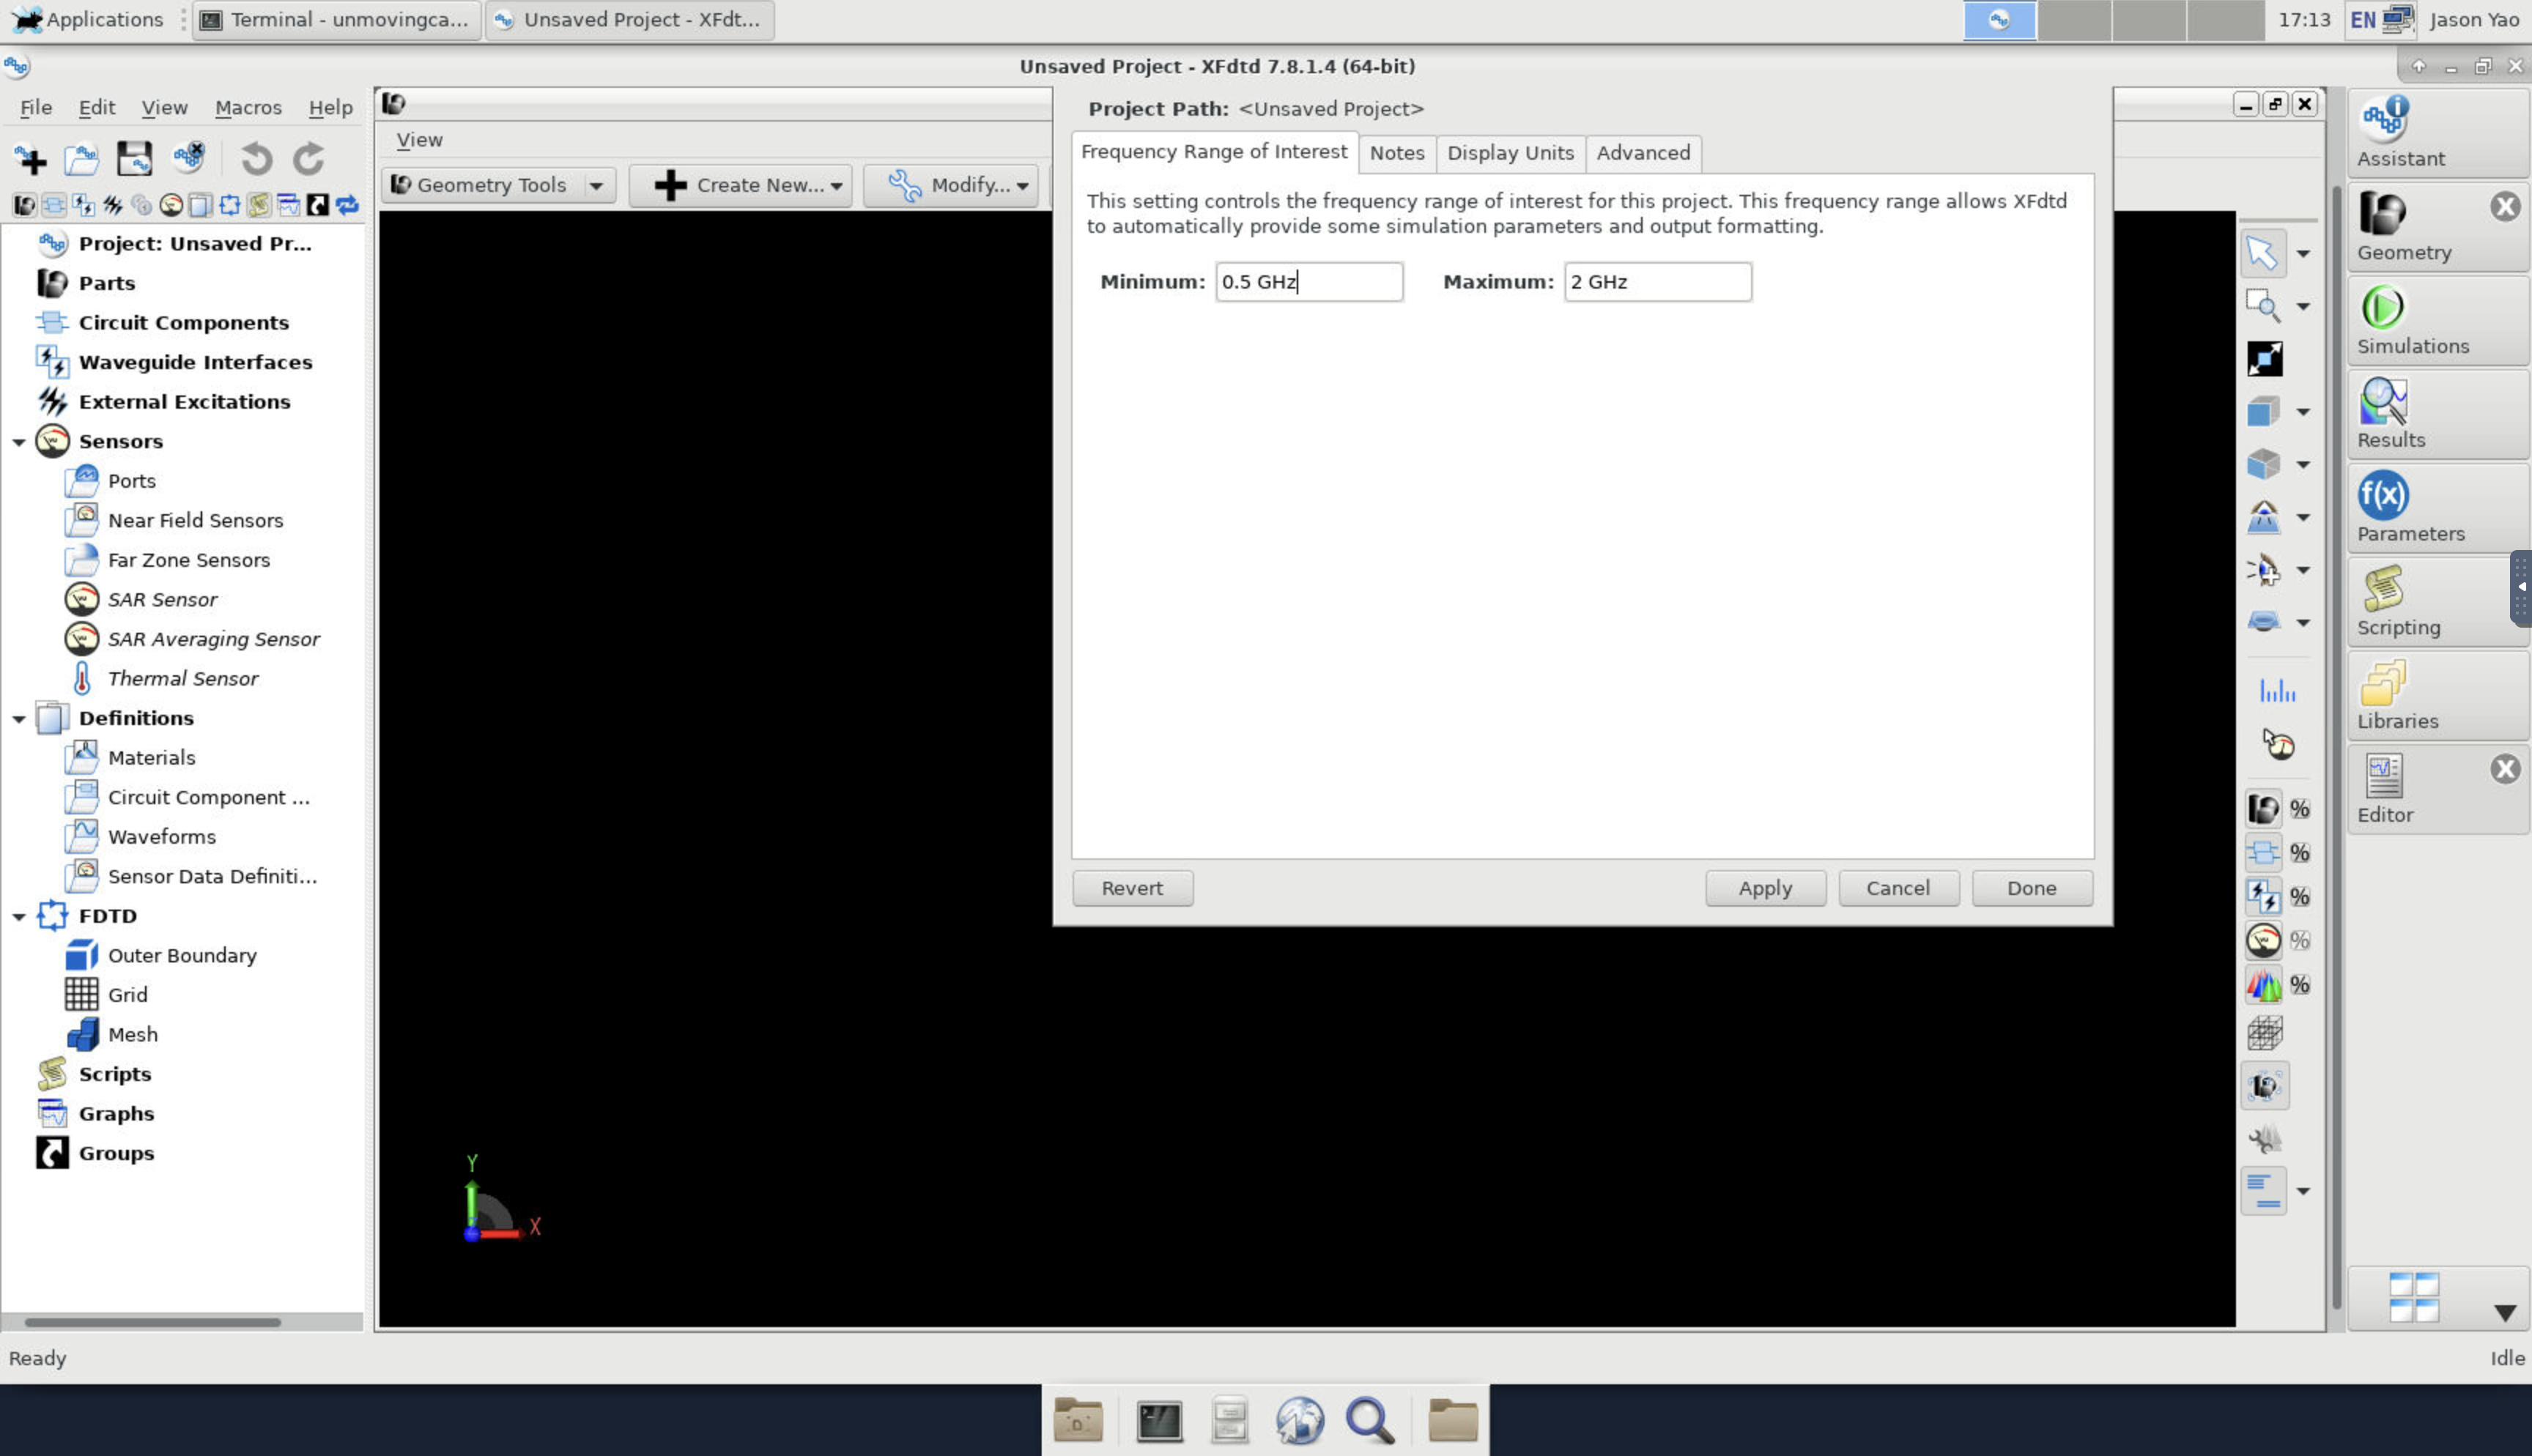 Applications
Terminal - unmovingca...
Unsaved Project - XFdt...
17:13
EN
Jason Yao
Unsaved Project - XFdtd 7.8.1.4 (64-bit)
File Edit View Macros Help
Project: Unsaved Pr...
Parts
Circuit Components
Waveguide Interfaces
External Excitations
Sensors
Ports
Near Field Sensors
Far Zone Sensors
SAR Sensor
SAR Averaging Sensor
Thermal Sensor
Definitions
Materials
Circuit Component ...
Waveforms
Sensor Data Definiti...
FDTD
Outer Boundary
Grid
Mesh
Scripts
Graphs
Groups
View
Geometry Tools
Create New...
Modify...
Y
X
Project Path: <Unsaved Project>
Frequency Range of Interest
Notes
Display Units
Advanced
This setting controls the frequency range of interest for this project. This frequency range allows XFdtd
to automatically provide some simulation parameters and output formatting.
Minimum: 0.5 GHz
Maximum: 2 GHz
Revert
Apply
Cancel
Done
%
%
%
%
%
Assistant
Geometry
Simulations
Results
f(x)
Parameters
Scripting
Libraries
Editor
Ready
Idle